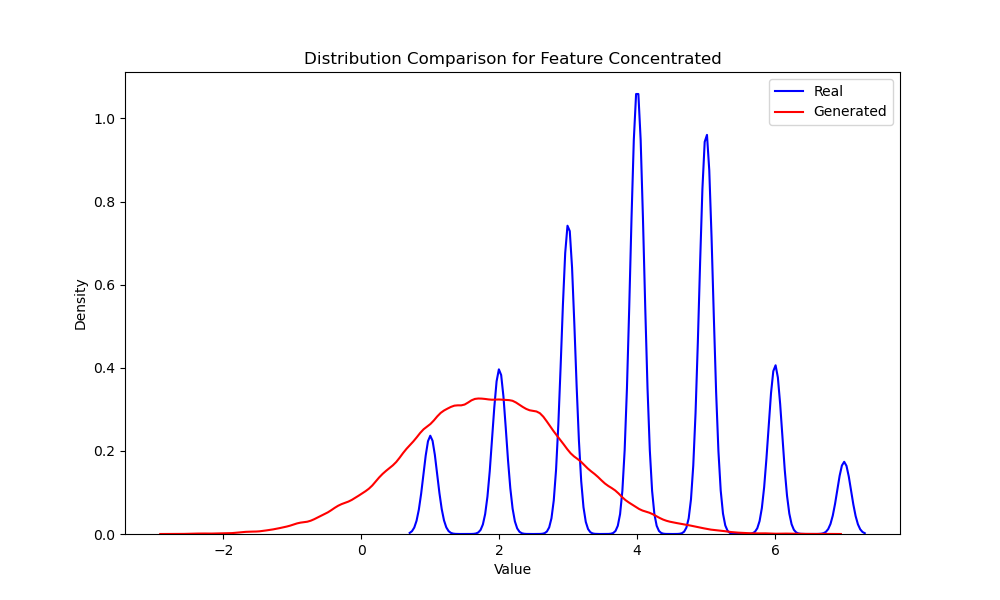 Distribution Comparison for Feature Concentrated
Real
Generated
1.0
0.8
0.6
0.4
0.2
0.0
Density
−2
0
2
4
6
Value